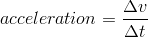 acceleration = Δv / Δt